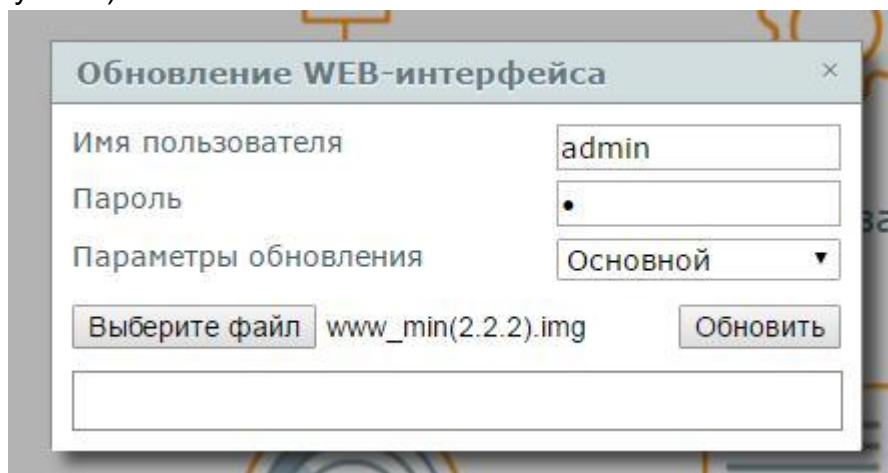 Обновление WEB-интерфейса ×
Имя пользователя admin
Пароль •
Параметры обновления Основной ▼
Выберите файл www_min(2.2.2).img Обновить